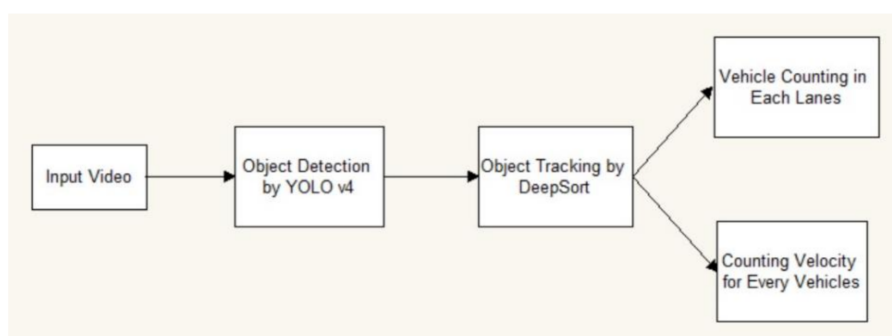 Input Video
Object Detection
by YOLO v4
Object Tracking by
DeepSort
Vehicle Counting in
Each Lanes
Counting Velocity
for Every Vehicles